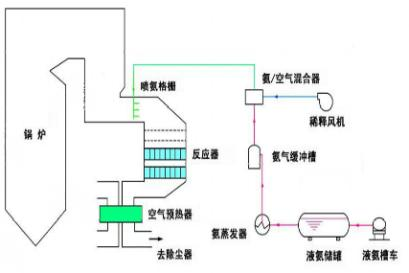 喷氨格栅
氨/空气混合器
稀释风机
锅 炉
反应器
氨气缓冲槽
空气预热器
氨蒸发器
去除尘器
液氨储罐
液氨槽车